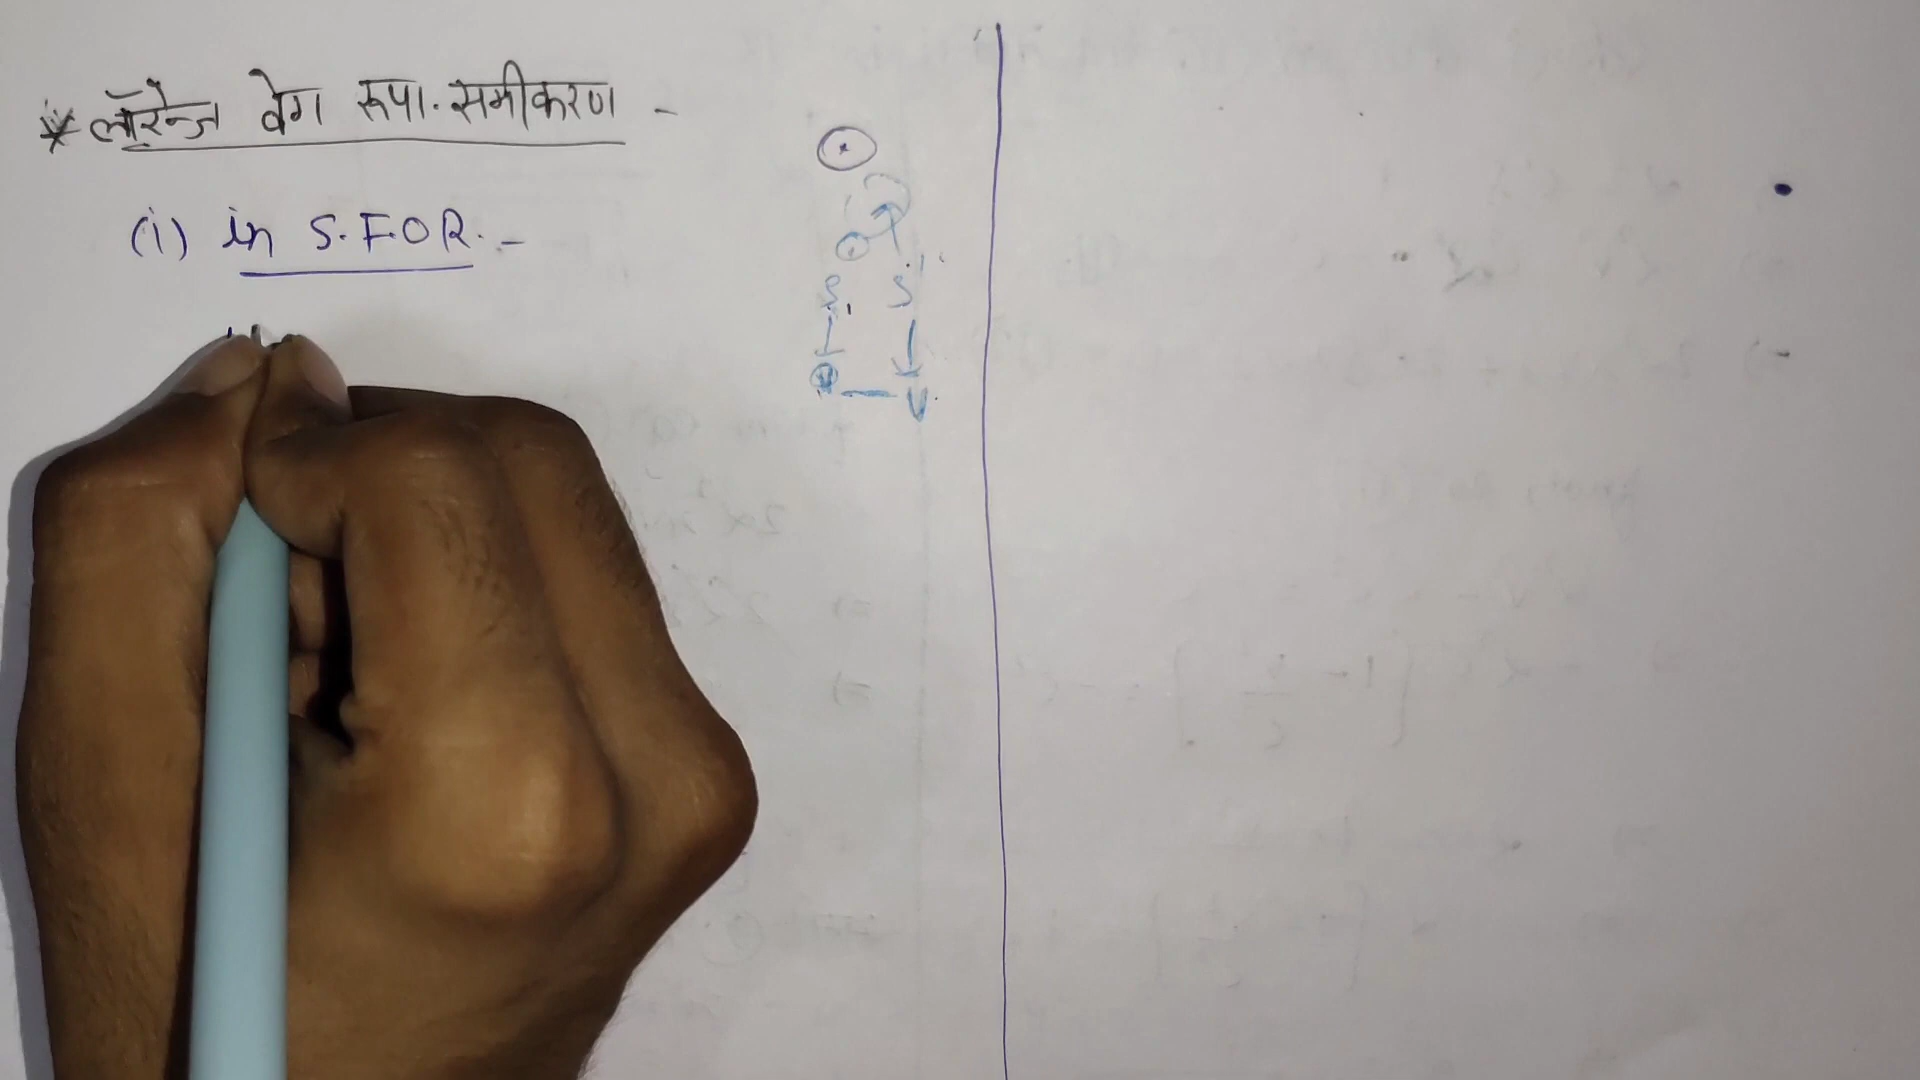 * लॉरेन्ज वेग रूपा. समीकरण -
(i) in S.F.O.R. -
S S'